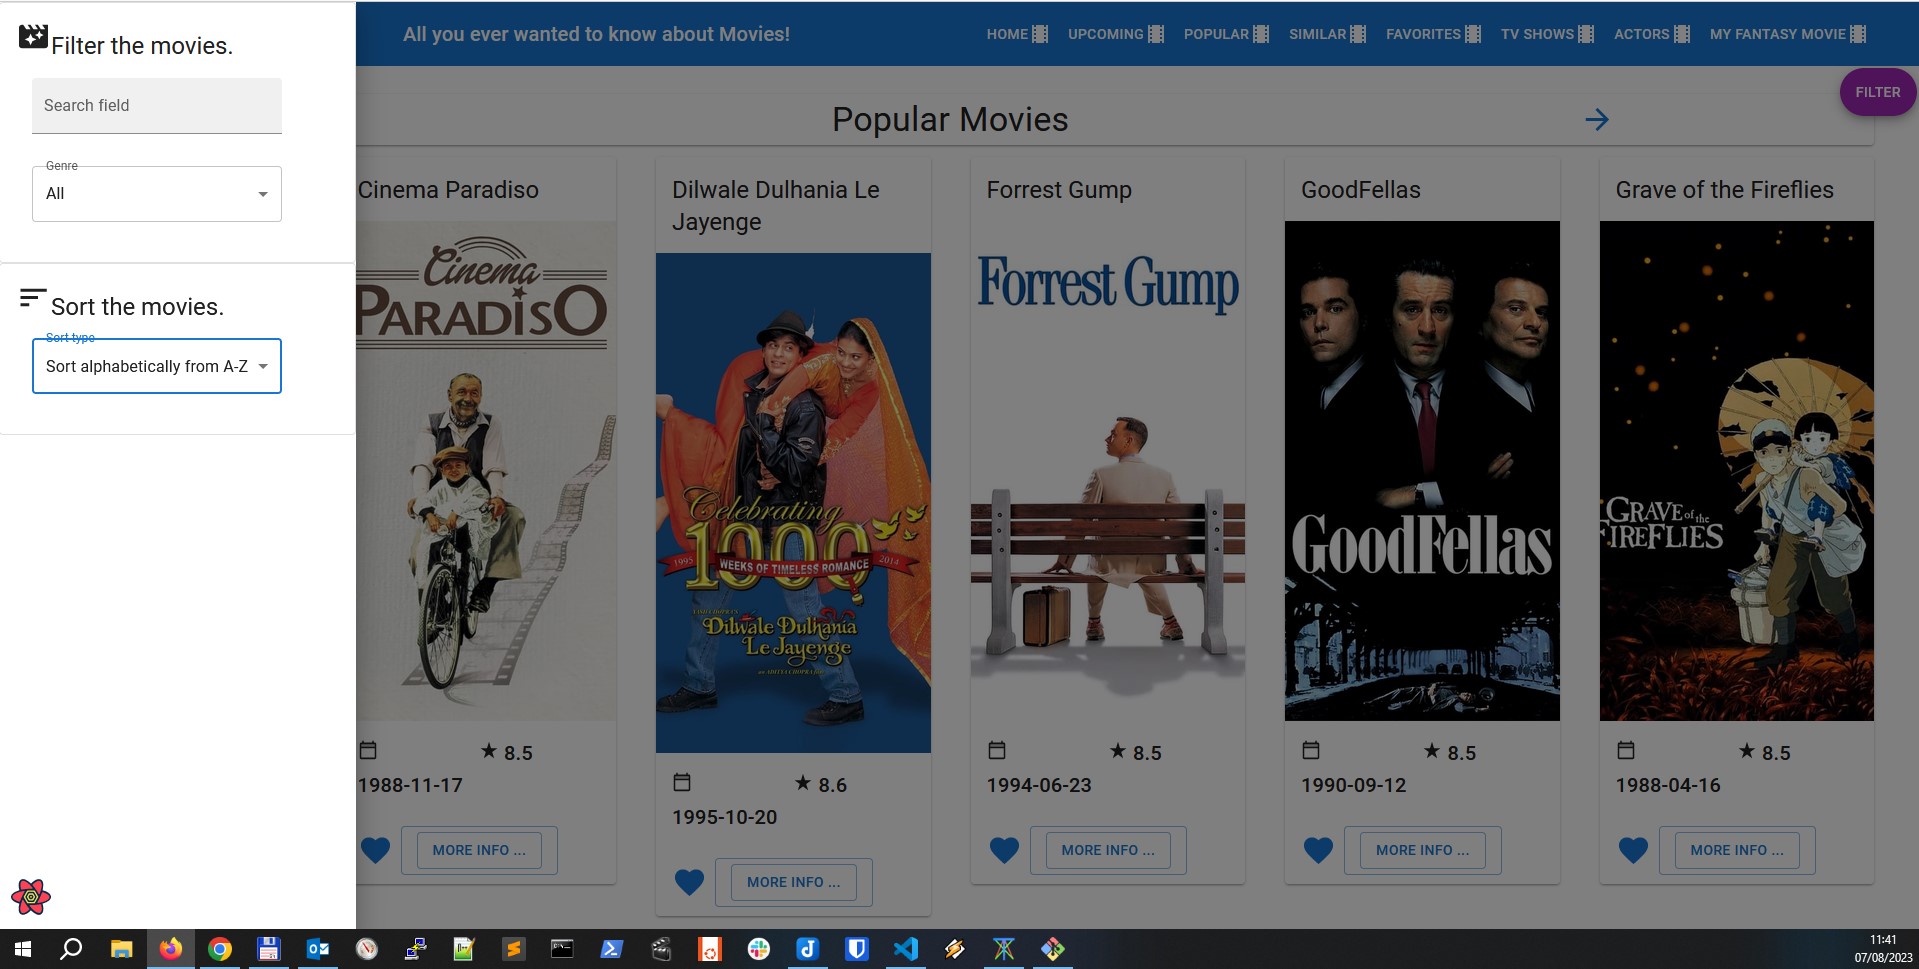 Filter the movies.
Search field
Genre
All
Sort the movies.
Sort type
Sort alphabetically from A-Z
All you ever wanted to know about Movies!
HOME UPCOMING POPULAR SIMILAR FAVORITES TV SHOWS ACTORS MY FANTASY MOVIE
FILTER
Popular Movies
Cinema Paradiso
Cinema
PARADISO
8.5
1988-11-17
MORE INFO ...
Dilwale Dulhania Le
Jayenge
Celebrating
1000
1995 WEEKS OF TIMELESS ROMANCE 2014
Dilwale Dulhania
Le Jayenge
8.6
1995-10-20
MORE INFO ...
Forrest Gump
Forrest Gump
8.5
1994-06-23
MORE INFO ...
GoodFellas
GoodFellas
8.5
1990-09-12
MORE INFO ...
Grave of the Fireflies
GRAVE of the
FIREFLIES
8.5
1988-04-16
MORE INFO ...
11:41
07/08/2023